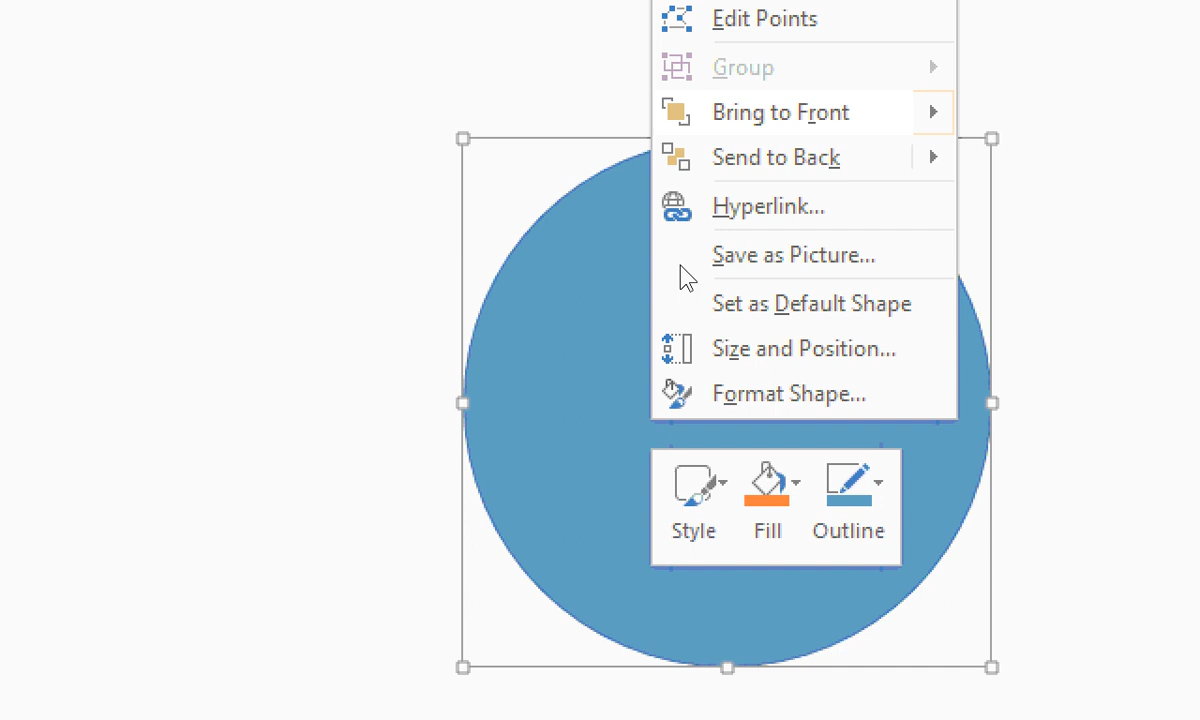 Edit Points
Group
Bring to Front
Send to Back
Hyperlink...
Save as Picture...
Set as Default Shape
Size and Position...
Format Shape...
Style Fill Outline